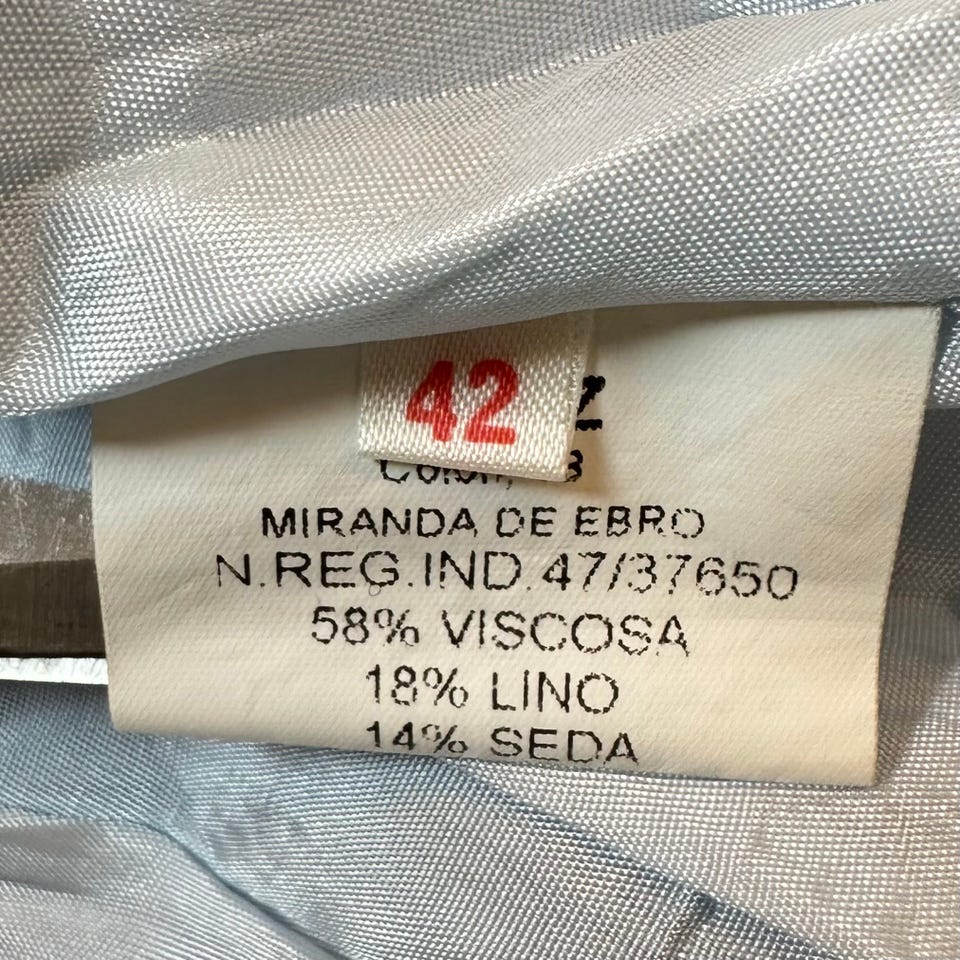 42
Z
MIRANDA DE EBRO
N.REG.IND.47/37650
58% VISCOSA
18% LINO
14% SEDA